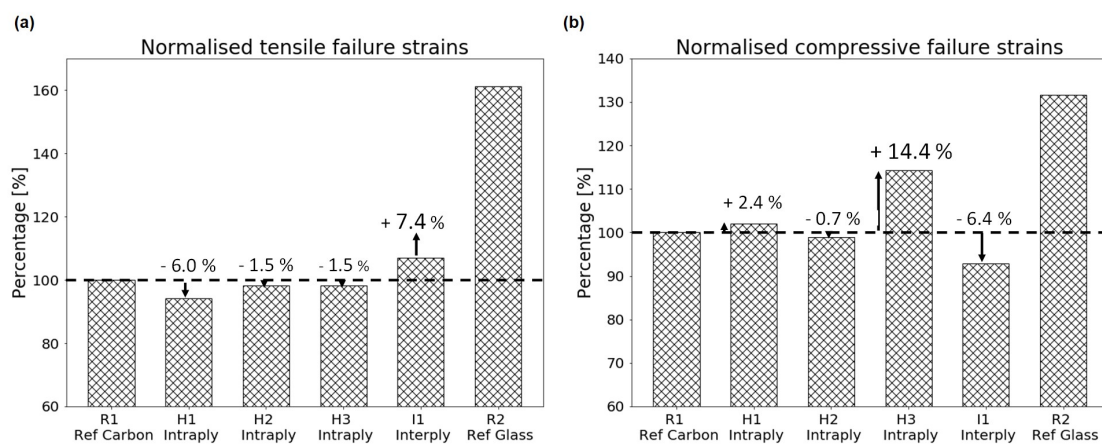 (a)
Normalised tensile failure strains
Percentage [%]
160
140
120
100
80
60
- 6.0 %
- 1.5 %
- 1.5 %
+ 7.4 %
R1 H1 H2 H3 I1 R2
Ref Carbon Intraply Intraply Intraply Interply Ref Glass
(b)
Normalised compressive failure strains
Percentage [%]
140
130
120
110
100
90
80
70
60
+ 2.4 %
- 0.7 %
+ 14.4 %
- 6.4 %
R1 H1 H2 H3 I1 R2
Ref Carbon Intraply Intraply Intraply Interply Ref Glass